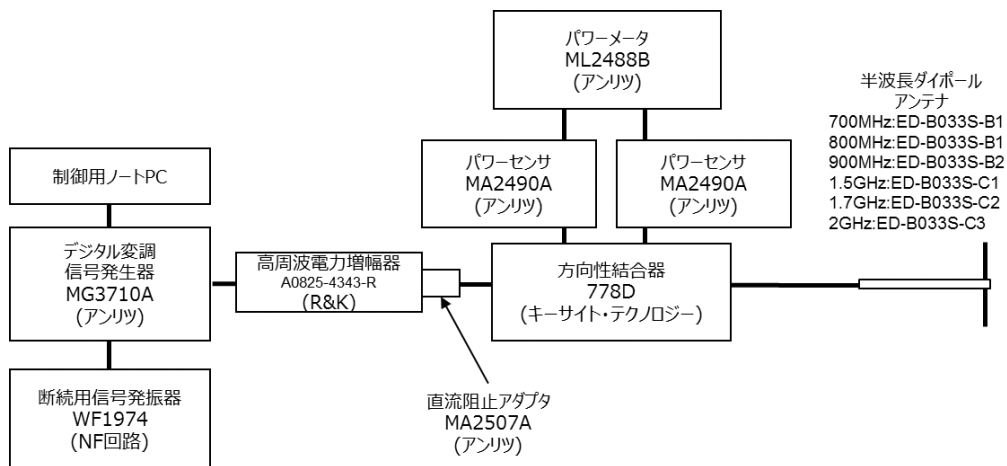 パワーメータ
ML2488B
(アンリツ)
半波長ダイポール
アンテナ
700MHz:ED-B033S-B1
800MHz:ED-B033S-B1
900MHz:ED-B033S-B2
1.5GHz:ED-B033S-C1
1.7GHz:ED-B033S-C2
2GHz:ED-B033S-C3
パワーセンサ
MA2490A
(アンリツ)
パワーセンサ
MA2490A
(アンリツ)
制御用ノートPC
デジタル変調
信号発生器
MG3710A
(アンリツ)
高周波電力増幅器
A0825-4343-R
(R&K)
方向性結合器
778D
(キーサイト・テクノロジー)
断続用信号発振器
WF1974
(NF回路)
直流阻止アダプタ
MA2507A
(アンリツ)